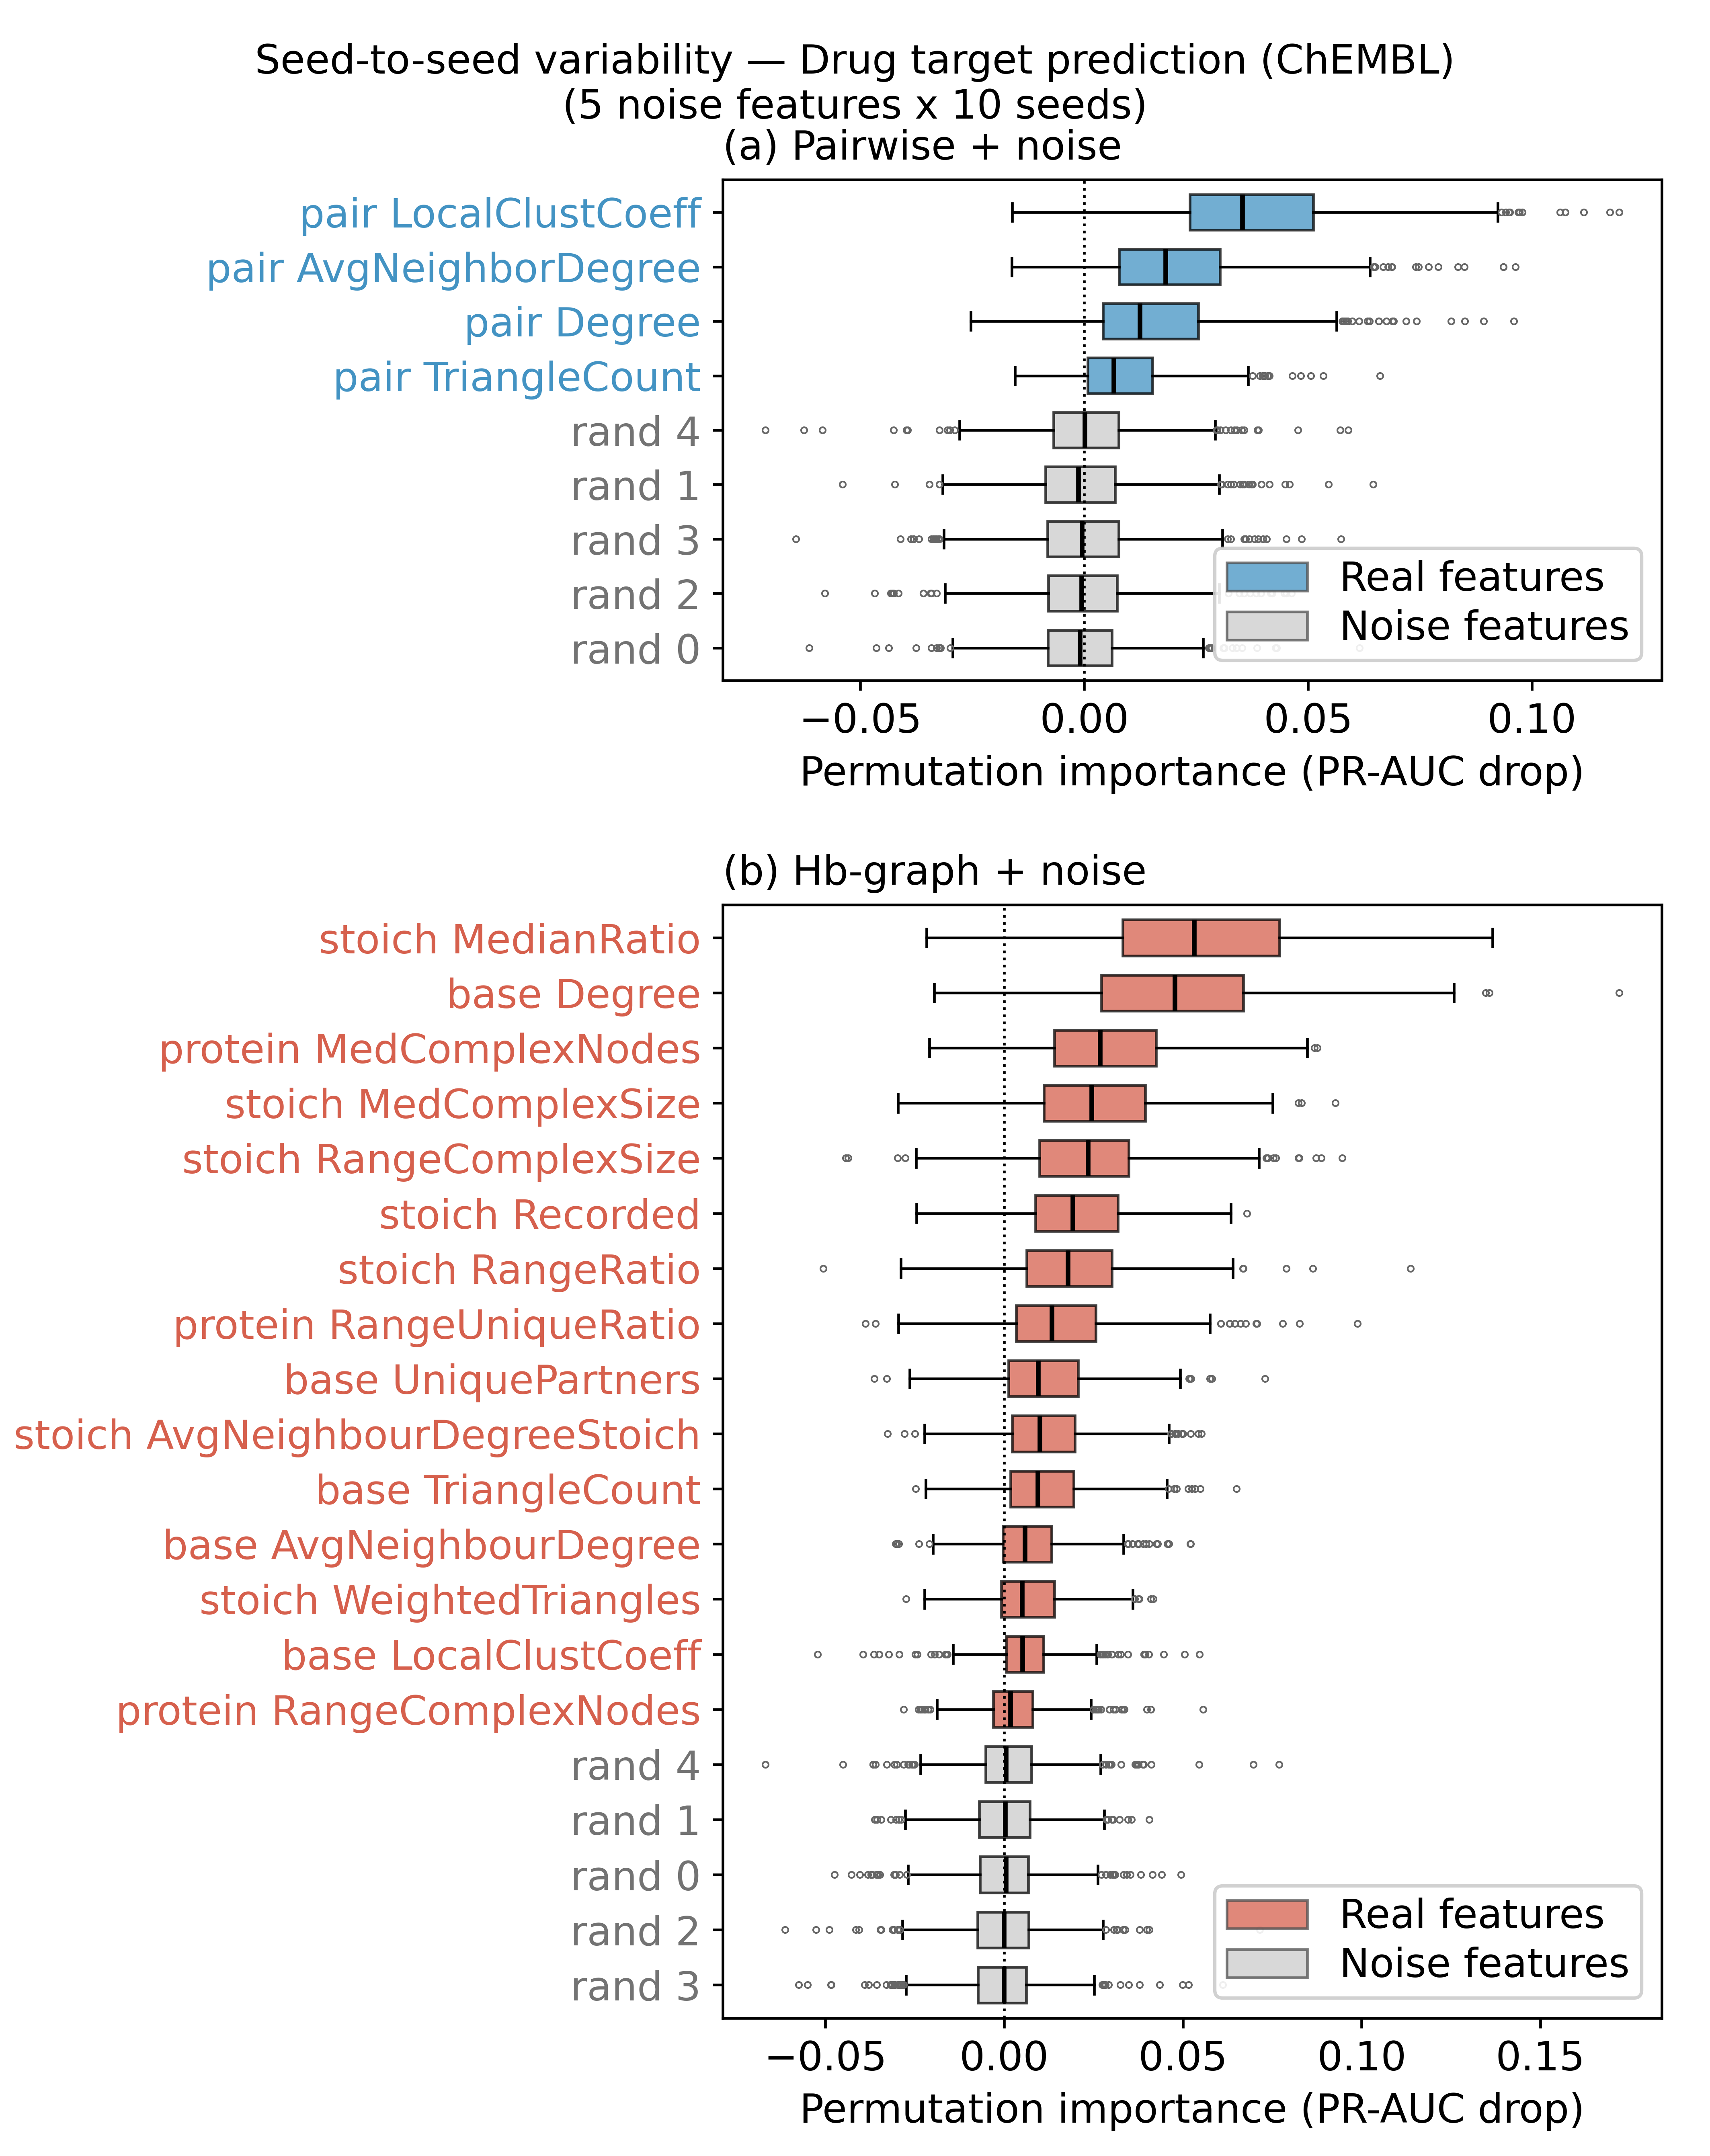 Seed-to-seed variability — Drug target prediction (ChEMBL)
(5 noise features x 10 seeds)
(a) Pairwise + noise
pair LocalClustCoeff
pair AvgNeighborDegree
pair Degree
pair TriangleCount
rand 4
rand 1
rand 3
rand 2
rand 0
Real features
Noise features
−0.05 0.00 0.05 0.10
Permutation importance (PR-AUC drop)
(b) Hb-graph + noise
stoich MedianRatio
base Degree
protein MedComplexNodes
stoich MedComplexSize
stoich RangeComplexSize
stoich Recorded
stoich RangeRatio
protein RangeUniqueRatio
base UniquePartners
stoich AvgNeighbourDegreeStoich
base TriangleCount
base AvgNeighbourDegree
stoich WeightedTriangles
base LocalClustCoeff
protein RangeComplexNodes
rand 4
rand 1
rand 0
rand 2
rand 3
Real features
Noise features
−0.05 0.00 0.05 0.10 0.15
Permutation importance (PR-AUC drop)